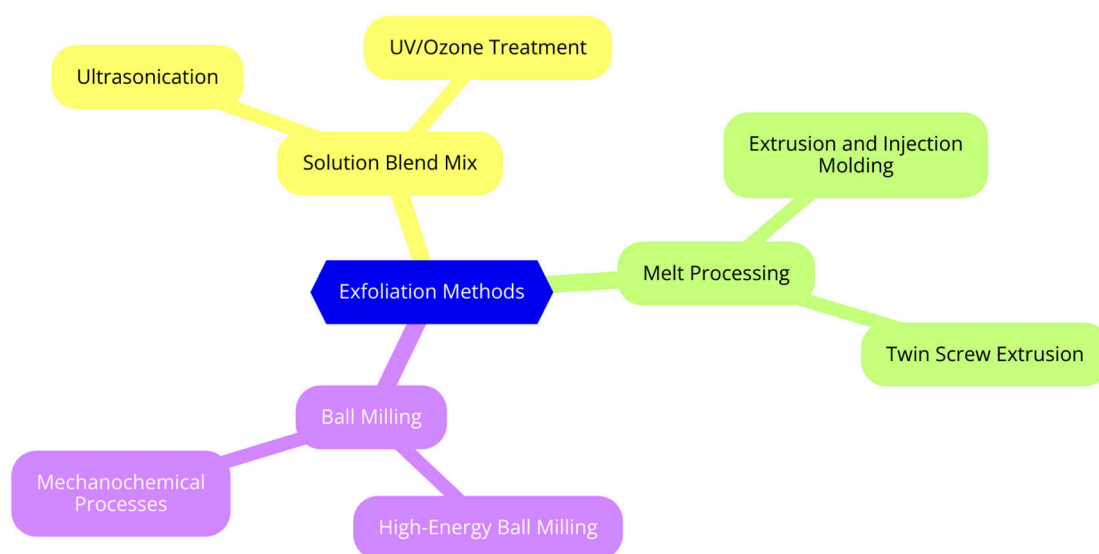 UV/Ozone Treatment
Ultrasonication
Solution Blend Mix
Extrusion and Injection
Molding
Melt Processing
Exfoliation Methods
Twin Screw Extrusion
Ball Milling
Mechanochemical
Processes
High-Energy Ball Milling